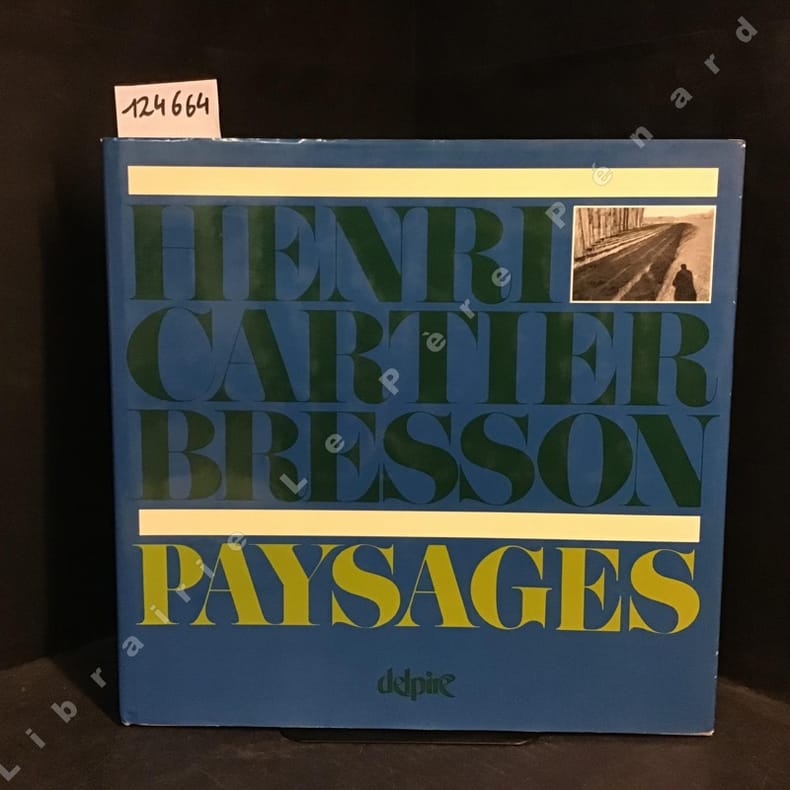 124664
HENRI
CARTIER
BRESSON
PAYSAGES
delpire
Librairie Le Père Pénard